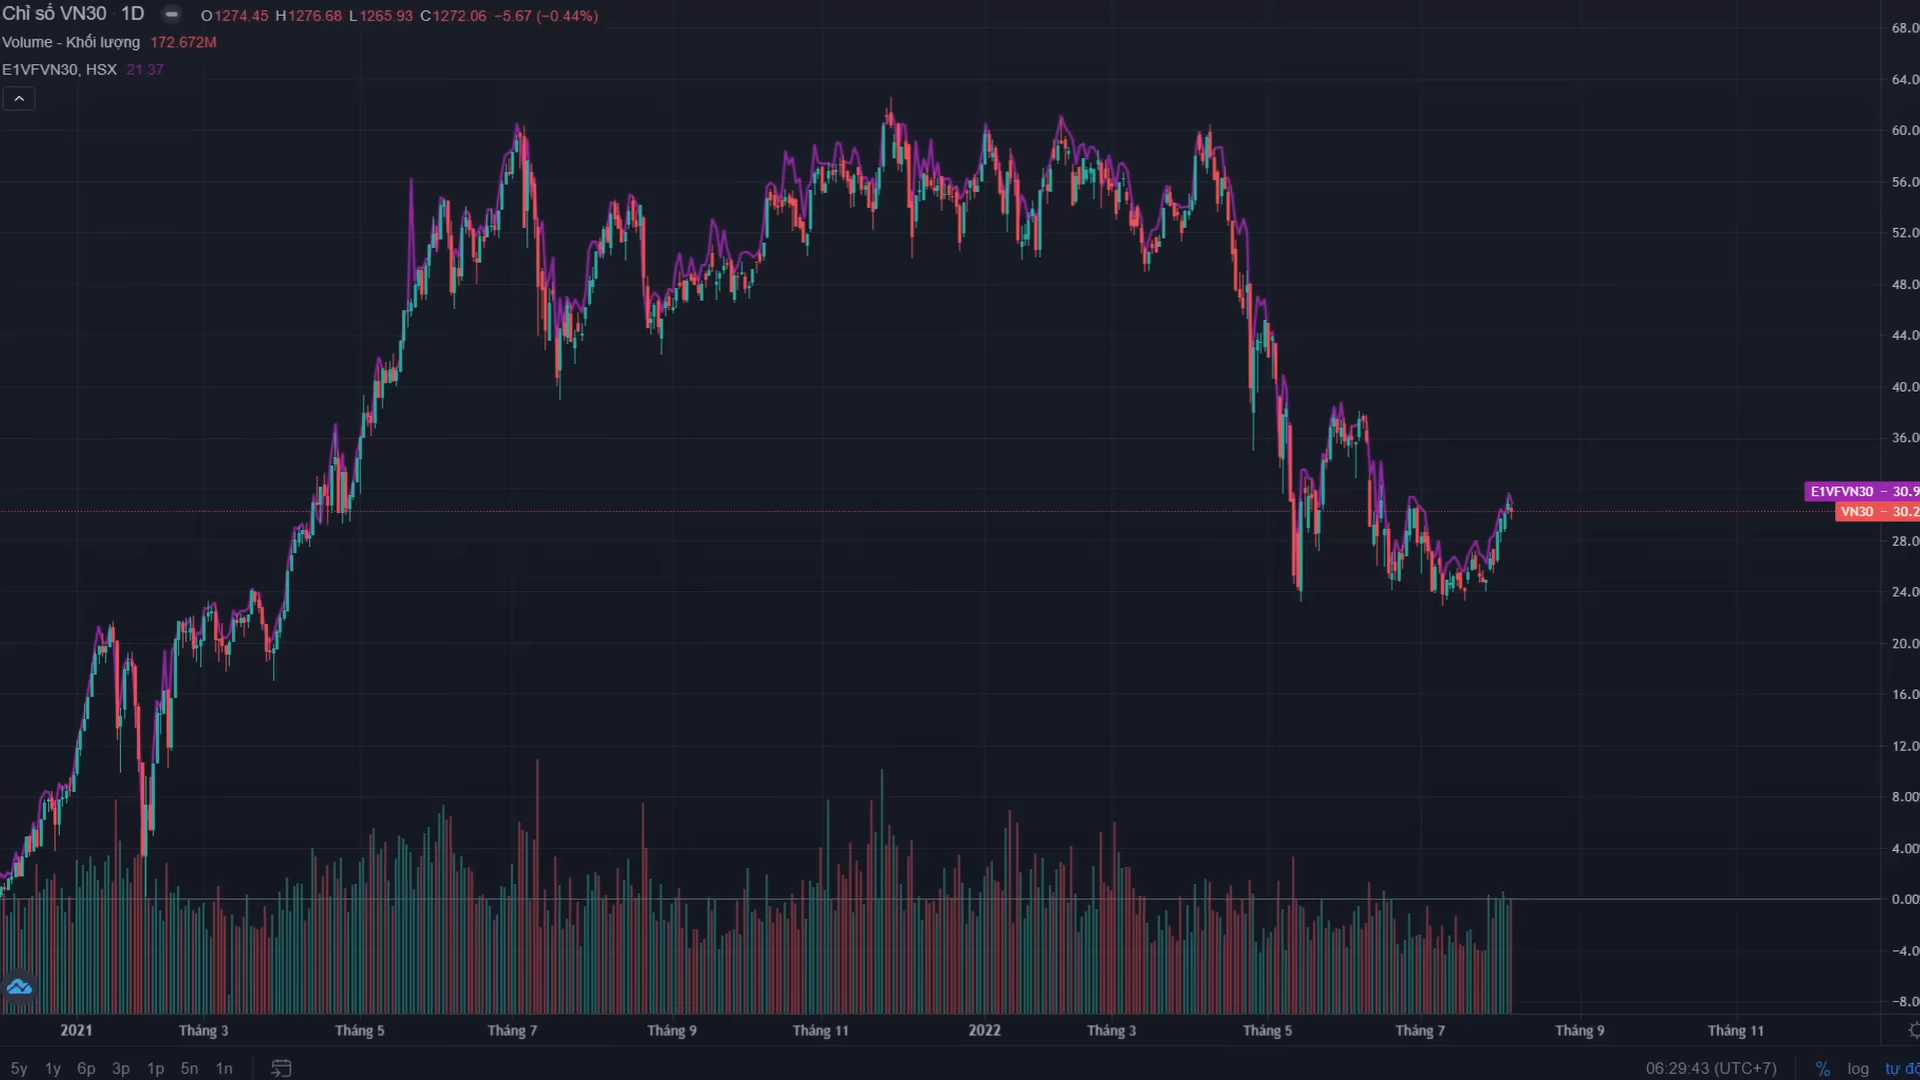 Chỉ số VN30 1D O1274.45 H1276.68 L1265.93 C1272.06 −5.67 (−0.44%)
Volume - Khối lượng 172.672M
E1VFVN30, HSX 21.37
68.0
64.0
60.0
56.0
52.0
48.0
44.0
40.0
36.0
E1VFVN30 − 30.9
VN30 − 30.2
28.0
24.0
20.0
16.0
12.0
8.00
4.00
0.00
−4.0
−8.0
2021 Tháng 3 Tháng 5 Tháng 7 Tháng 9 Tháng 11 2022 Tháng 3 Tháng 5 Tháng 7 Tháng 9 Tháng 11
5y 1y 6p 3p 1p 5n 1n 06:29:43 (UTC+7) % log tự